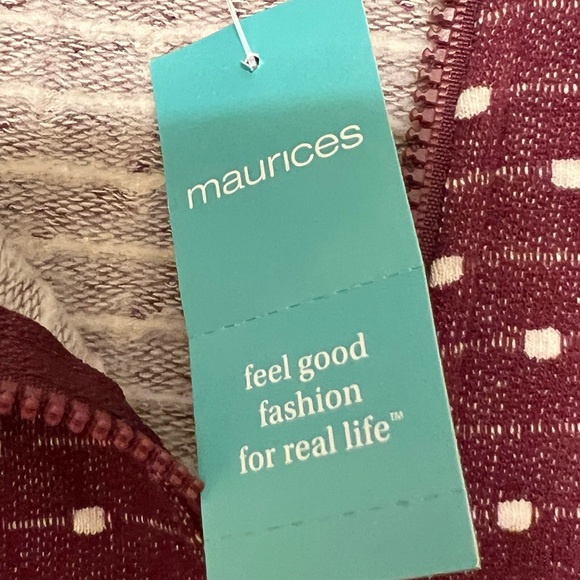 maurices
feel good
fashion
for real life™